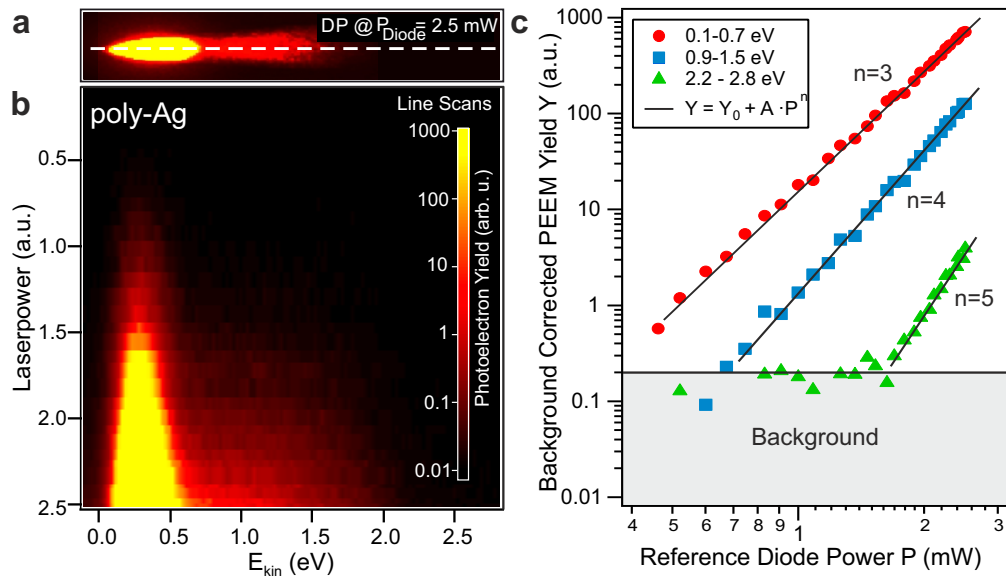 a
DP @ P_Diode = 2.5 mW
b
poly-Ag
Line Scans
1000
100
10
1
0.1
0.01
Photoelectron Yield (arb. u.)
0.5
1.0
1.5
2.0
2.5
Laserpower (a.u.)
0.0 0.5 1.0 1.5 2.0 2.5
E_kin (eV)
c
1000
100
10
1
0.1
0.01
Background Corrected PEEM Yield Y (a.u.)
0.1-0.7 eV
0.9-1.5 eV
2.2 - 2.8 eV
Y = Y_0 + A · P^n
n=3
n=4
n=5
Background
4 5 6 7 8 9 1 2 3
Reference Diode Power P (mW)